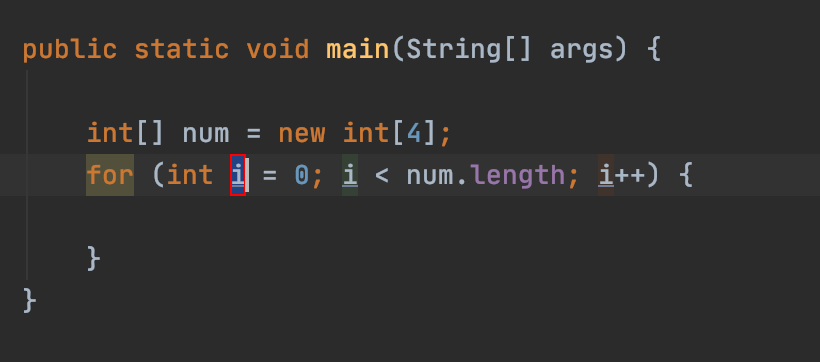 public static void main(String[] args) {
int[] num = new int[4];
for (int i = 0; i < num.length; i++) {
}
}